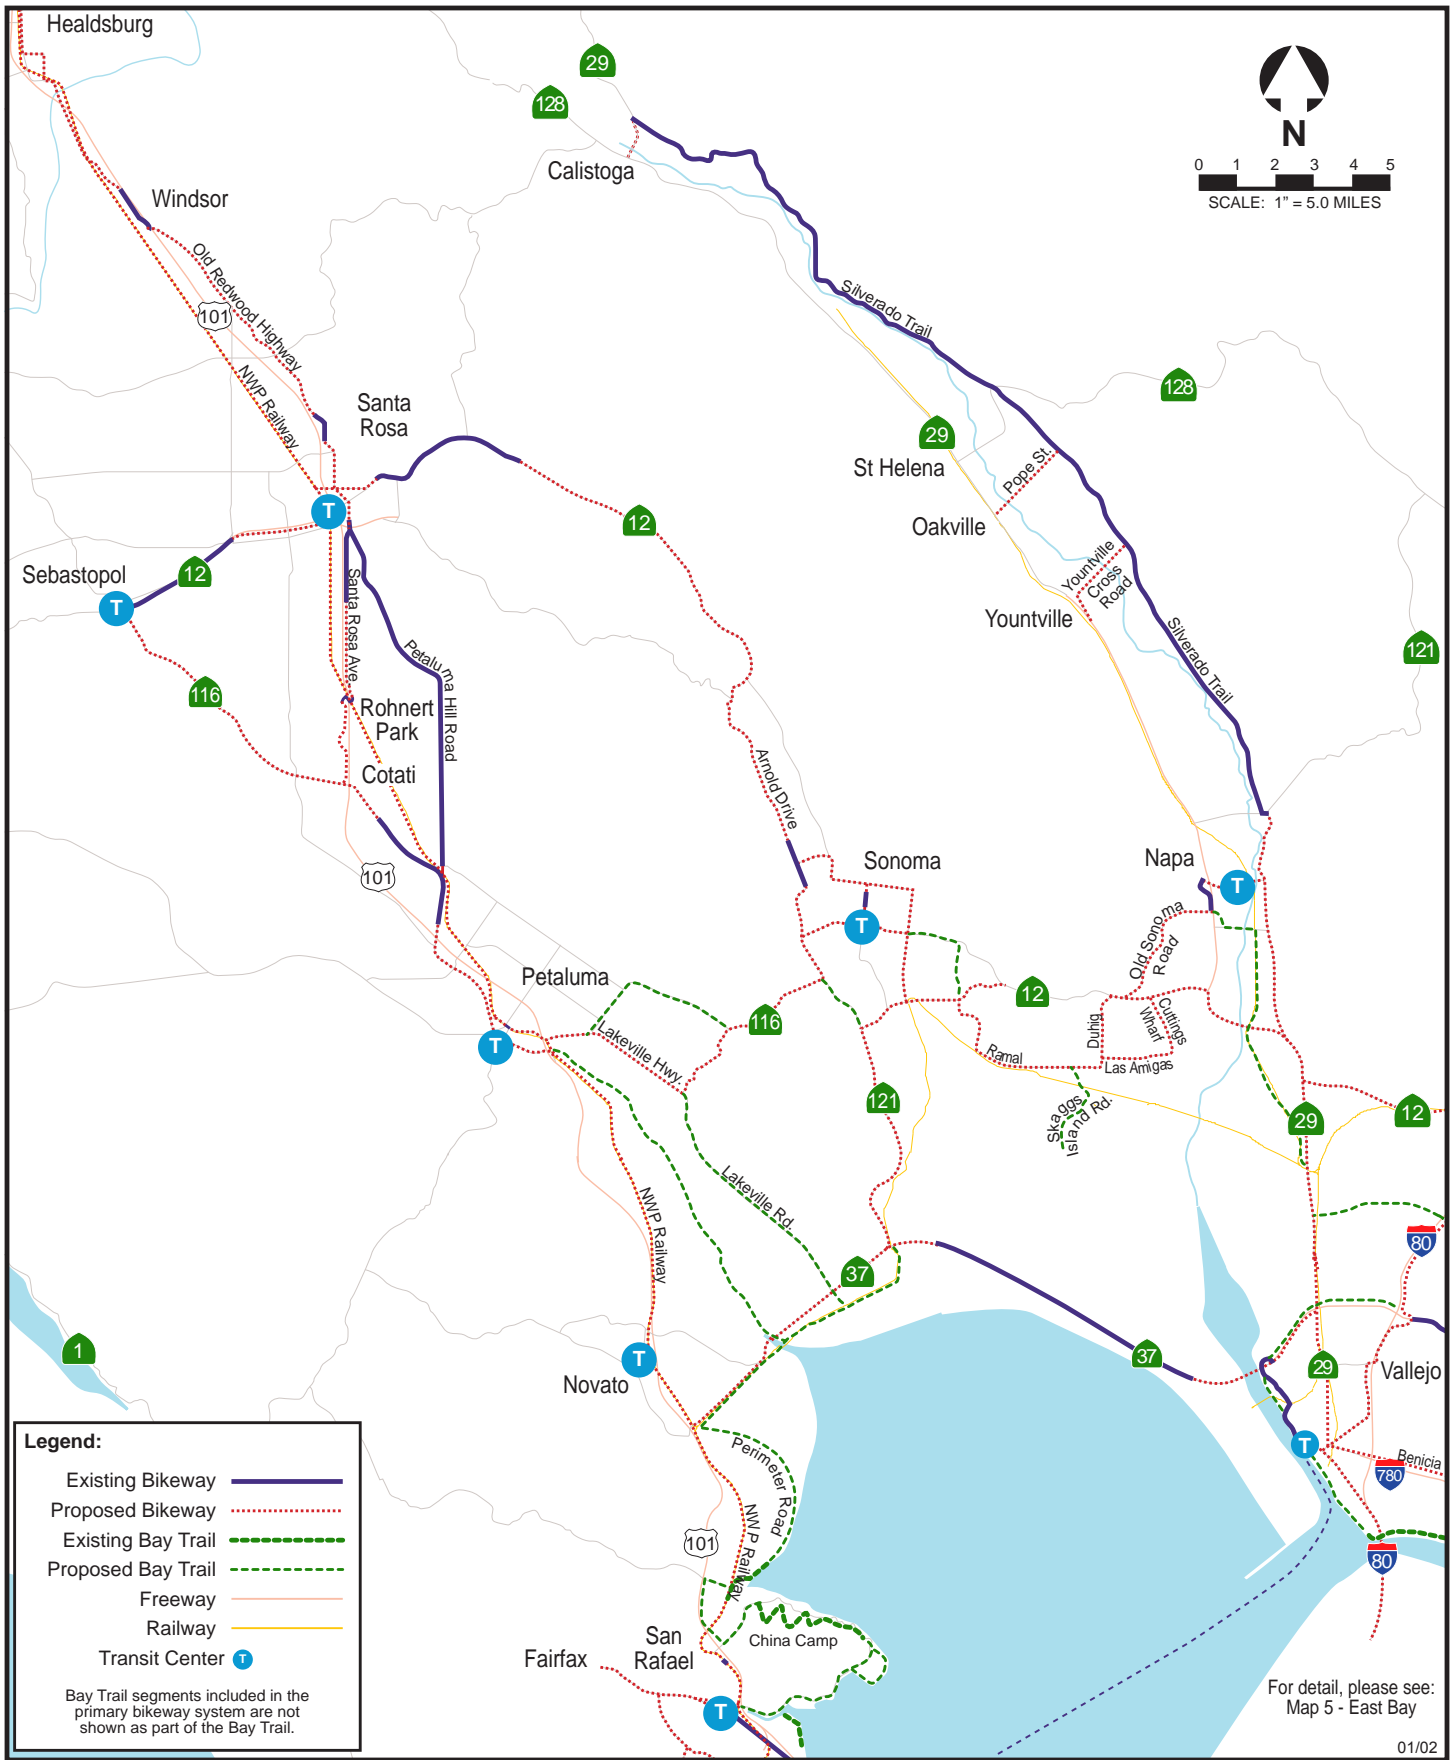 Healdsburg
29
128
Calistoga
N
0 1 2 3 4 5
SCALE: 1" = 5.0 MILES
Windsor
Old Redwood Highway
101
NWP Railway
Silverado Trail
128
Santa
Rosa
29
St Helena
Pope St.
T
12
Oakville
Sebastopol
12
T
Yountville
Cross
Road
Yountville
Santa Rosa Ave
Petaluma Hill Road
116
Silverado Trail
121
Rohnert
Park
Cotati
Arnold Drive
101
Sonoma
T
Napa
T
Old Sonoma
Road
Petaluma
T
Lakeville Hwy.
116
12
Duhig
Cuttings
Wharf
Ramal
Las Amigas
121
Skaggs
Island Rd.
29
12
Lakeville Rd.
NWP Railway
80
37
1
T
Novato
37
29
Vallejo
T
Benicia
780
Perimeter Road
101
NWP Railway
80
China Camp
San
Rafael
Fairfax
T
Legend:
Existing Bikeway
Proposed Bikeway
Existing Bay Trail
Proposed Bay Trail
Freeway
Railway
Transit Center T
Bay Trail segments included in the
primary bikeway system are not
shown as part of the Bay Trail.
For detail, please see:
Map 5 - East Bay
01/02